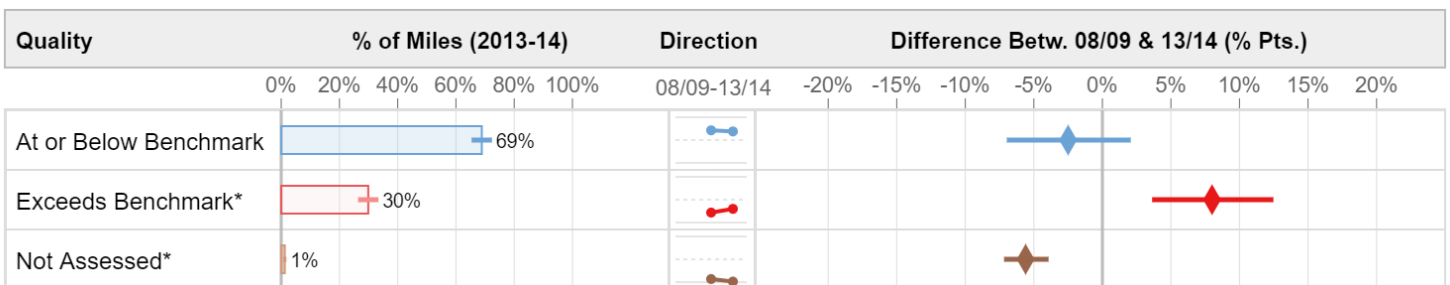 Quality % of Miles (2013-14) Direction Difference Betw. 08/09 & 13/14 (% Pts.)
0% 20% 40% 60% 80% 100% 08/09-13/14 -20% -15% -10% -5% 0% 5% 10% 15% 20%
At or Below Benchmark 69%
Exceeds Benchmark* 30%
Not Assessed* 1%